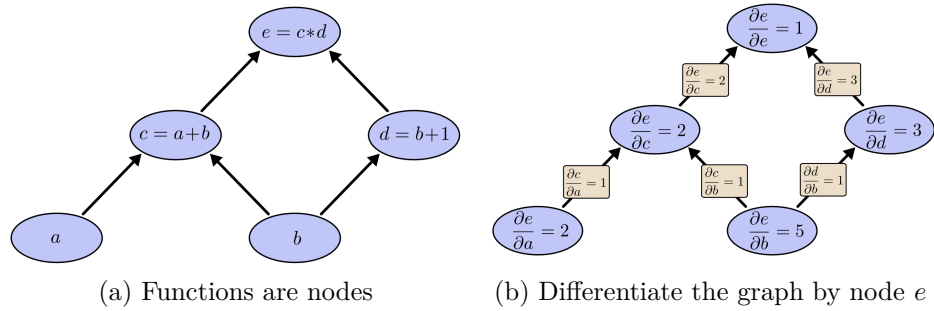 e = c*d
c = a+b
d = b+1
a
b
(a) Functions are nodes
∂e/∂e = 1
∂e/∂c = 2
∂e/∂d = 3
∂e/∂c = 2
∂e/∂d = 3
∂c/∂a = 1
∂c/∂b = 1
∂d/∂b = 1
∂e/∂a = 2
∂e/∂b = 5
(b) Differentiate the graph by node e